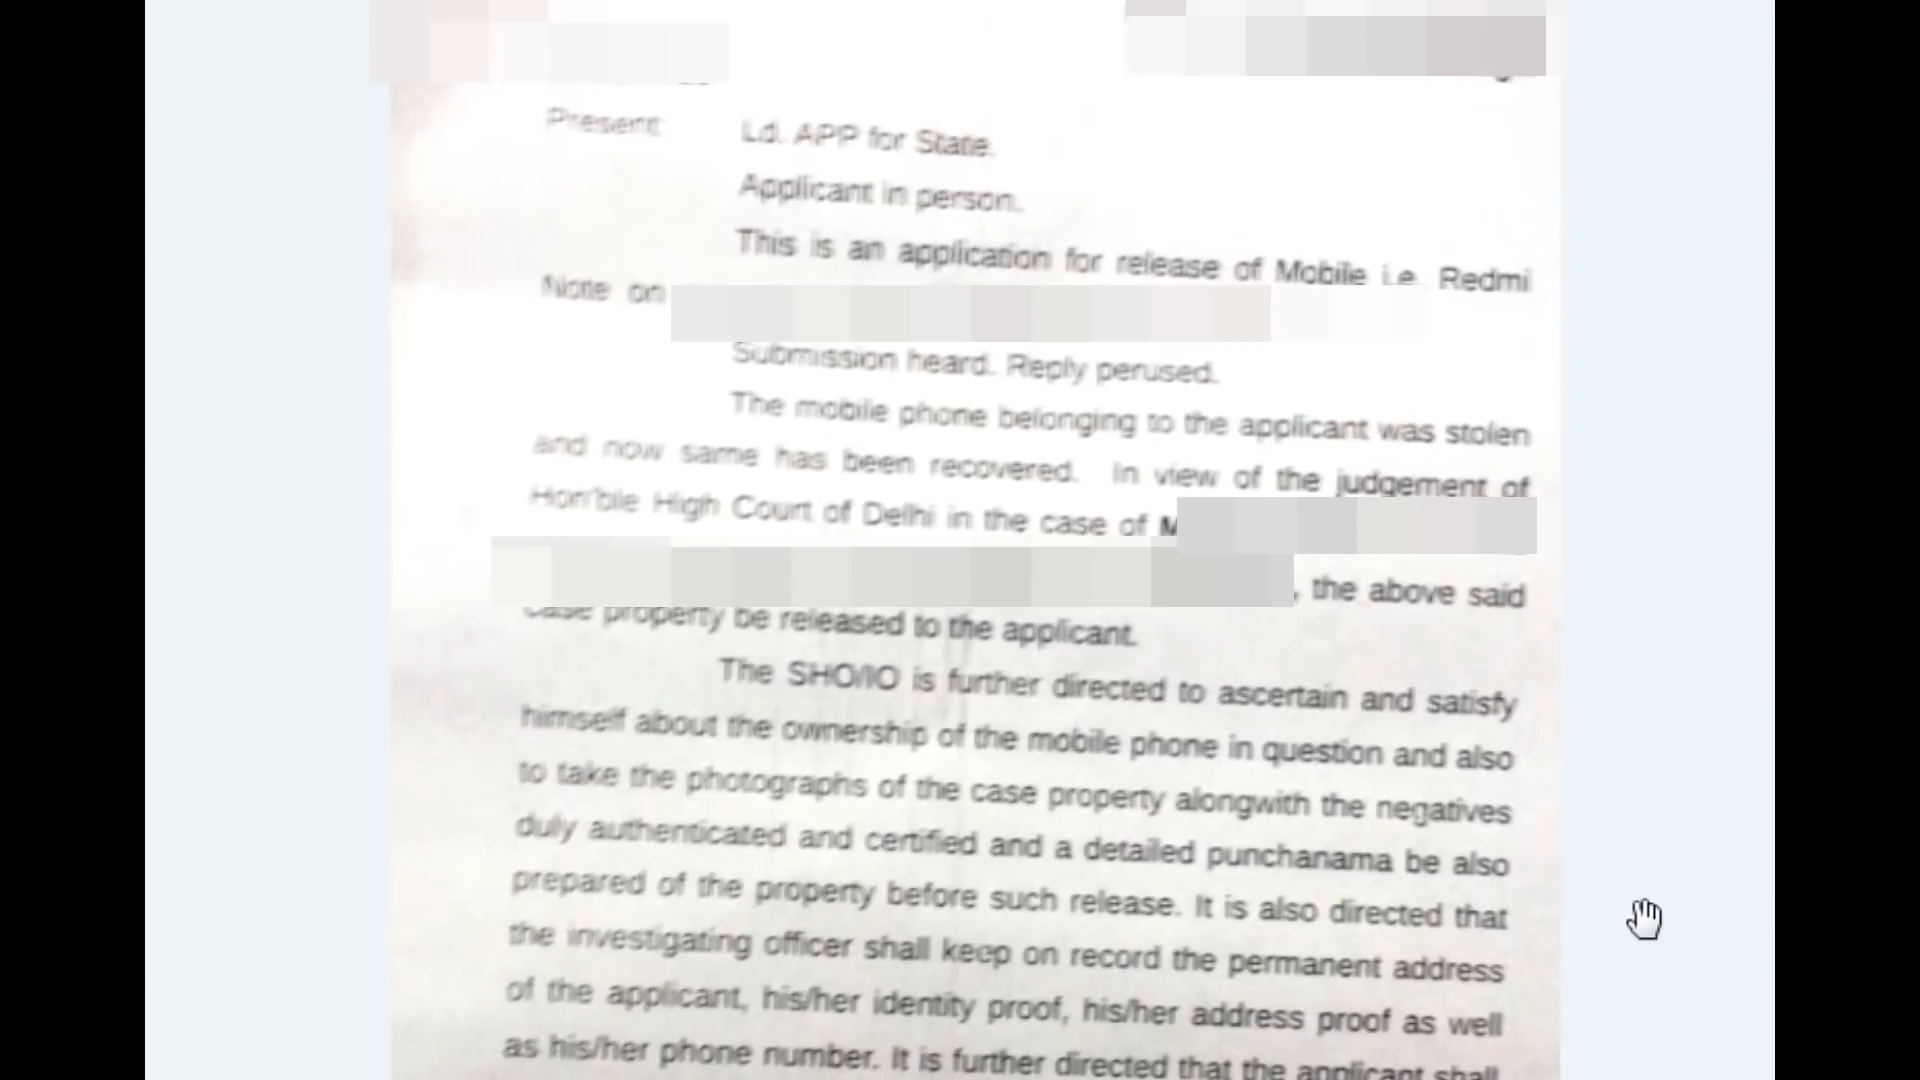 Present: Ld. APP for State.
Applicant in person.
This is an application for release of Mobile i.e. Redmi
Note on
Submission heard. Reply perused.
The mobile phone belonging to the applicant was stolen
and now same has been recovered. In view of the judgement of
Hon'ble High Court of Delhi in the case of M
, the above said
case property be released to the applicant.
The SHO/IO is further directed to ascertain and satisfy
himself about the ownership of the mobile phone in question and also
to take the photographs of the case property alongwith the negatives
duly authenticated and certified and a detailed punchanama be also
prepared of the property before such release. It is also directed that
the investigating officer shall keep on record the permanent address
of the applicant, his/her identity proof, his/her address proof as well
as his/her phone number. It is further directed that the applicant shall